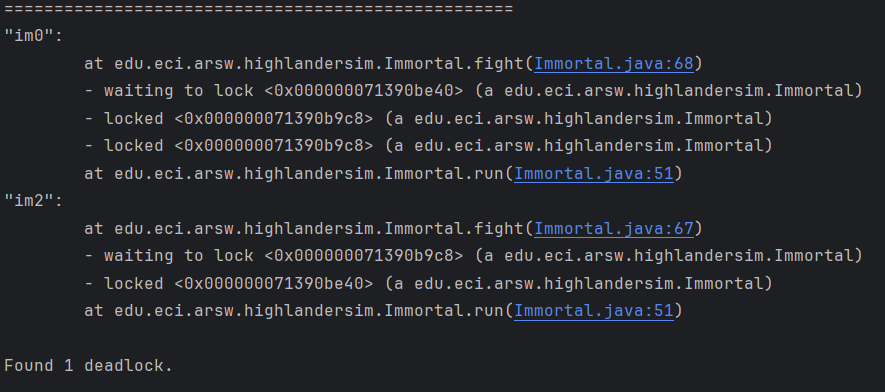 ===================================================
"im0":
        at edu.eci.arsw.highlandersim.Immortal.fight(Immortal.java:68)
        - waiting to lock <0x000000071390be40> (a edu.eci.arsw.highlandersim.Immortal)
        - locked <0x000000071390b9c8> (a edu.eci.arsw.highlandersim.Immortal)
        - locked <0x000000071390b9c8> (a edu.eci.arsw.highlandersim.Immortal)
        at edu.eci.arsw.highlandersim.Immortal.run(Immortal.java:51)
"im2":
        at edu.eci.arsw.highlandersim.Immortal.fight(Immortal.java:67)
        - waiting to lock <0x000000071390b9c8> (a edu.eci.arsw.highlandersim.Immortal)
        - locked <0x000000071390be40> (a edu.eci.arsw.highlandersim.Immortal)
        at edu.eci.arsw.highlandersim.Immortal.run(Immortal.java:51)

Found 1 deadlock.